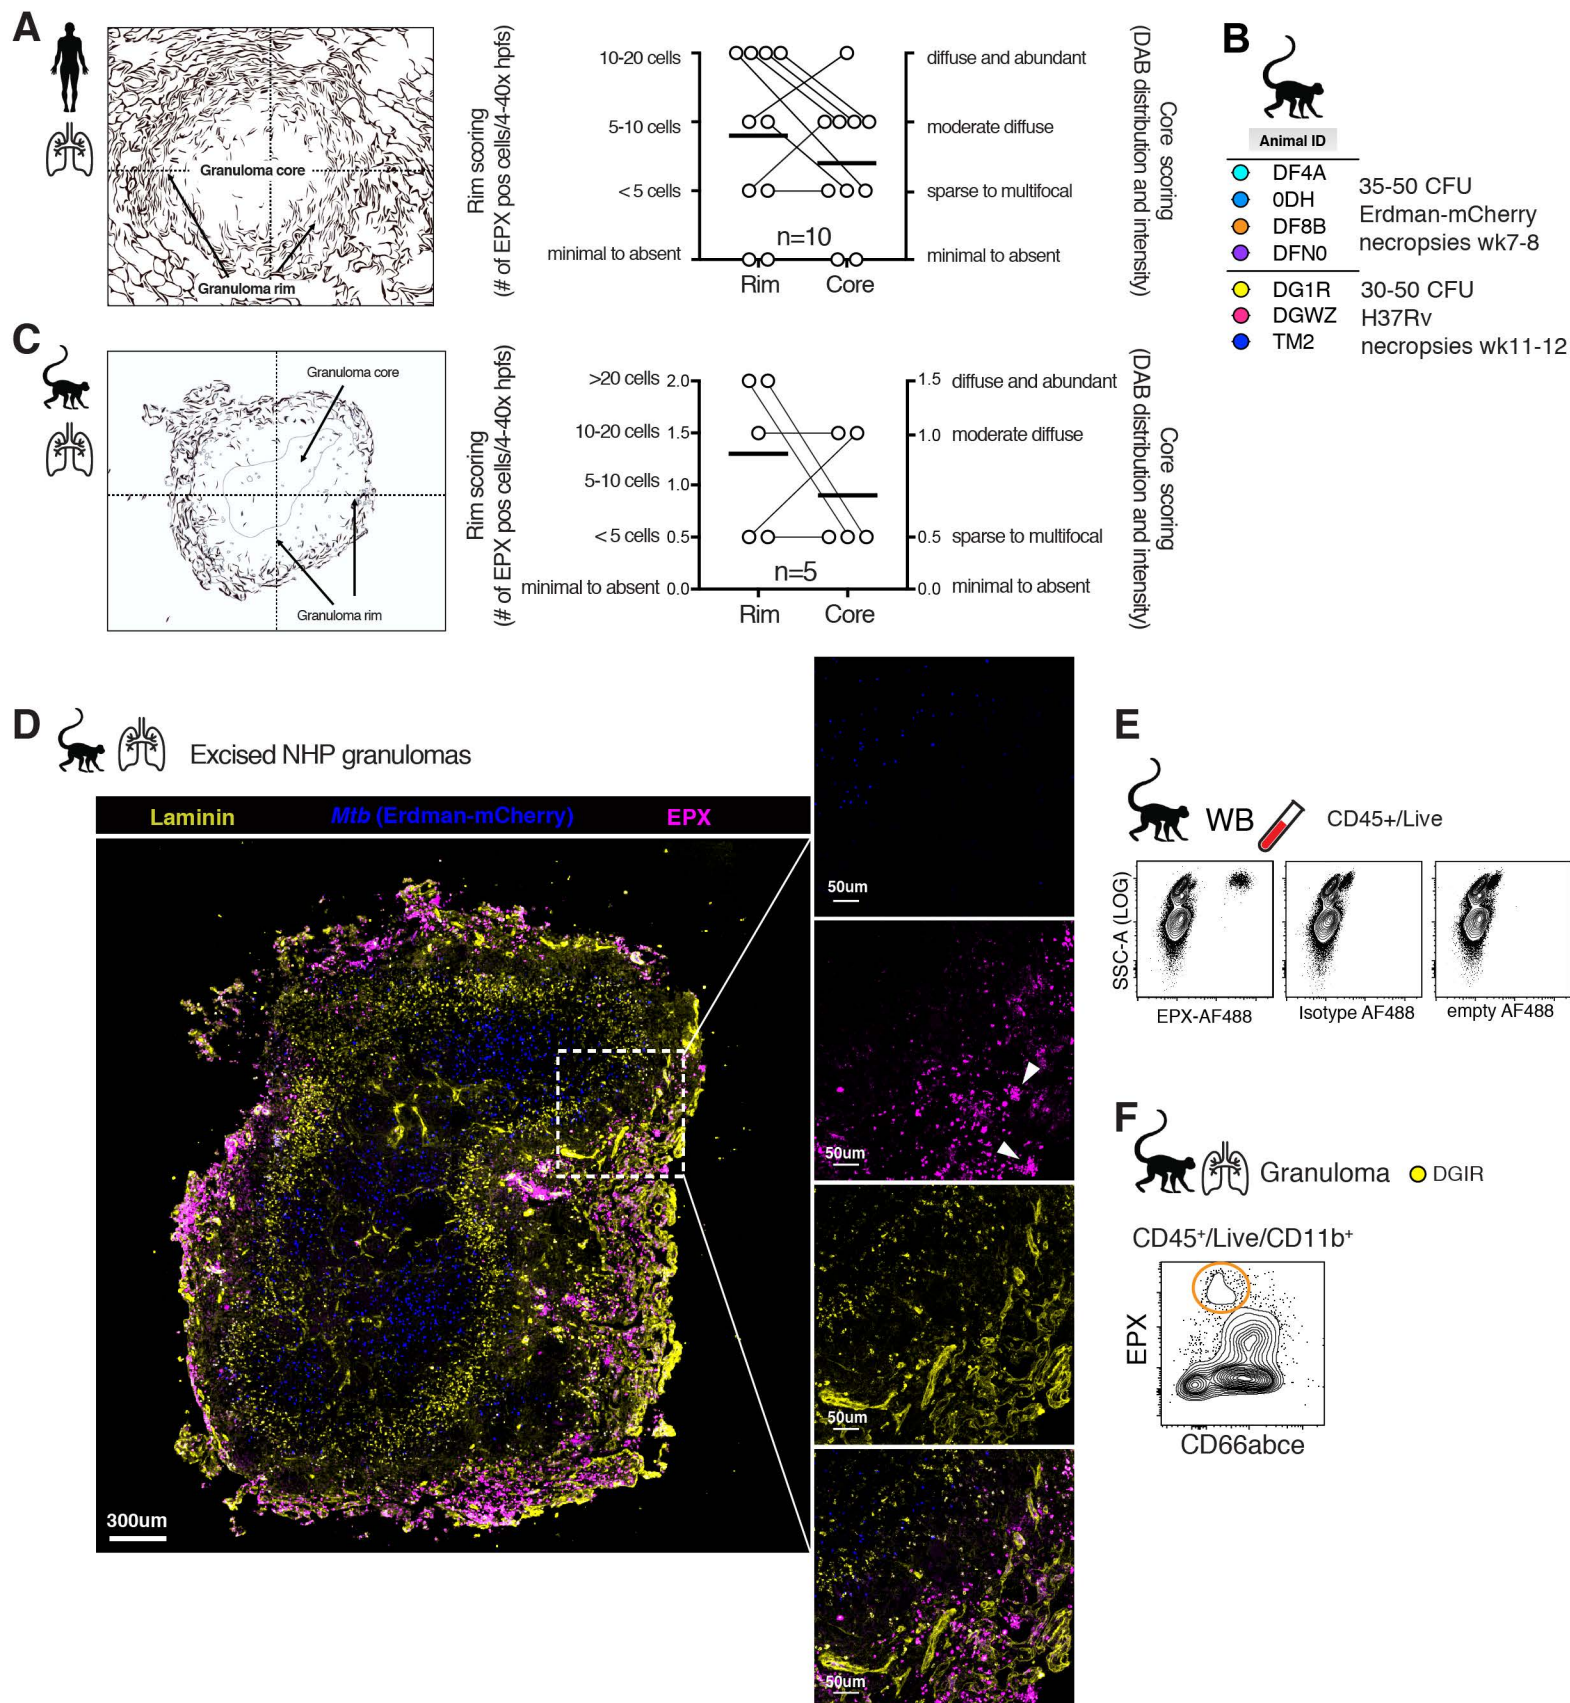 A
Granuloma core
Granuloma rim
Rim scoring
(# of EPX pos cells/4-40x hpfs)
10-20 cells
5-10 cells
< 5 cells
minimal to absent
n=10
Rim
Core
diffuse and abundant
moderate diffuse
sparse to multifocal
minimal to absent
Core scoring
(DAB distribution and intensity)
B
Animal ID
DF4A
0DH
DF8B
DFN0
35-50 CFU
Erdman-mCherry
necropsies wk7-8
DG1R
DGWZ
TM2
30-50 CFU
H37Rv
necropsies wk11-12
C
Granuloma core
Granuloma rim
Rim scoring
(# of EPX pos cells/4-40x hpfs)
>20 cells 2.0
10-20 cells 1.5
5-10 cells 1.0
< 5 cells 0.5
minimal to absent 0.0
n=5
Rim
Core
1.5 diffuse and abundant
1.0 moderate diffuse
0.5 sparse to multifocal
0.0 minimal to absent
Core scoring
(DAB distribution and intensity)
D
Excised NHP granulomas
Laminin Mtb (Erdman-mCherry) EPX
300um
50um
50um
50um
50um
E
WB
CD45+/Live
SSC-A (LOG)
EPX-AF488
Isotype AF488
empty AF488
F
Granuloma
DGIR
CD45+/Live/CD11b+
EPX
CD66abce